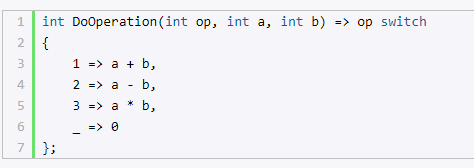 1 int DoOperation(int op, int a, int b) => op switch
2 {
3     1 => a + b,
4     2 => a - b,
5     3 => a * b,
6     _ => 0
7 };